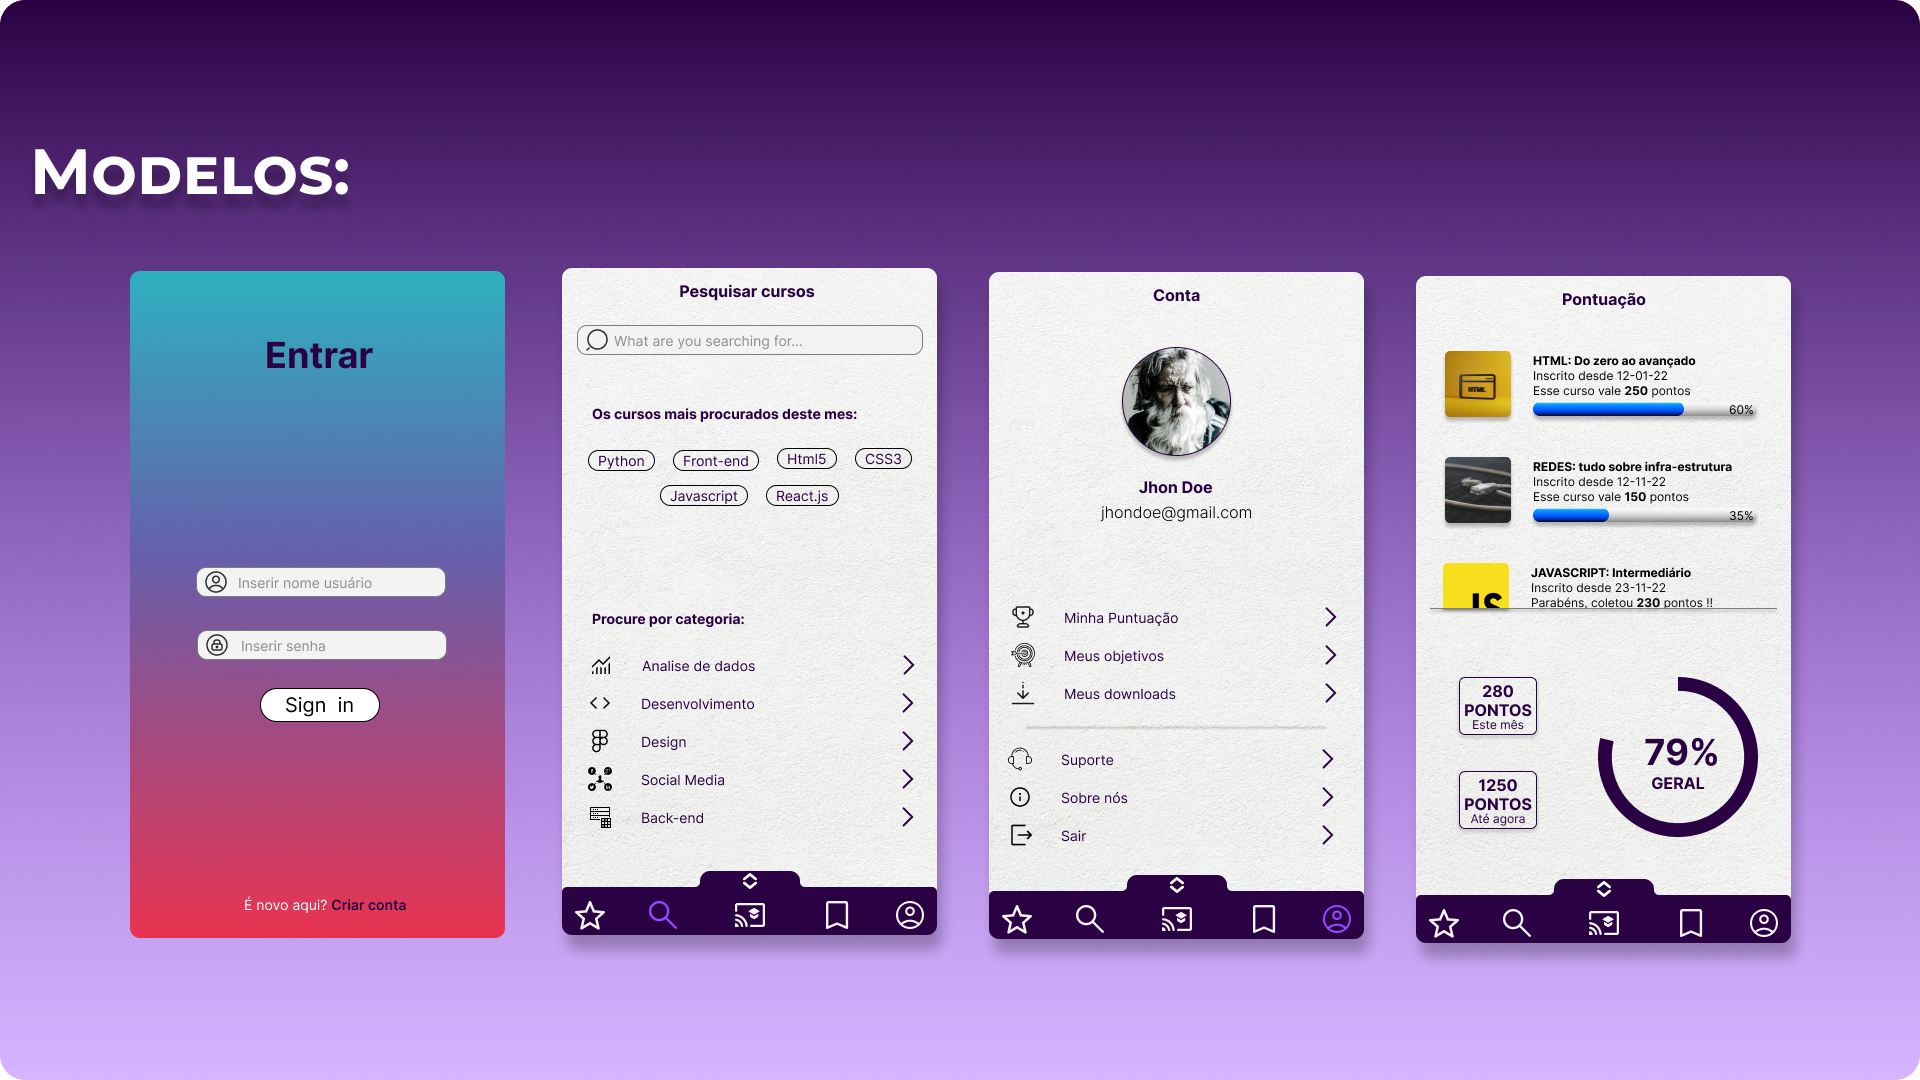 MODELOS:
Entrar
Inserir nome usuário
Inserir senha
Sign in
É novo aqui? Criar conta
Pesquisar cursos
What are you searching for...
Os cursos mais procurados deste mes:
Python Front-end Html5 CSS3
Javascript React.js
Procure por categoria:
Analise de dados
Desenvolvimento
Design
Social Media
Back-end
Conta
Jhon Doe
jhondoe@gmail.com
Minha Puntuação
Meus objetivos
Meus downloads
Suporte
Sobre nós
Sair
Pontuação
HTML
HTML: Do zero ao avançado
Inscrito desde 12-01-22
Esse curso vale 250 pontos
60%
REDES: tudo sobre infra-estrutura
Inscrito desde 12-11-22
Esse curso vale 150 pontos
35%
JS
JAVASCRIPT: Intermediário
Inscrito desde 23-11-22
Parabéns, coletou 230 pontos !!
280
PONTOS
Este mês
1250
PONTOS
Até agora
79%
GERAL